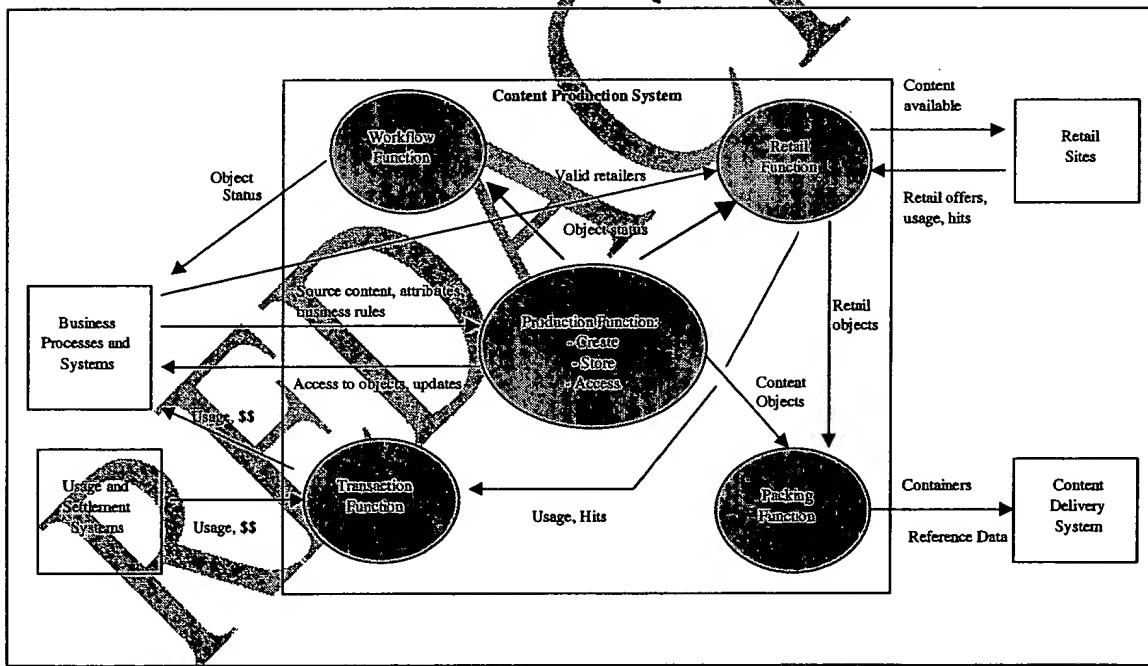 Content Production System
Workflow
Function
Retail
Function
Content
available
Retail
Sites
Object
Status
Valid retailers
Retail offers,
usage, hits
Object status
Source content, attributes,
business rules
Business
Processes and
Systems
Production Function:
- Create
- Store
- Access
Retail
objects
Access to objects, updates
Content
Objects
Usage, $$
Usage and
Settlement
Systems
Transaction
Function
Packing
Function
Containers
Content
Delivery
System
Usage, $$
Usage, Hits
Reference Data